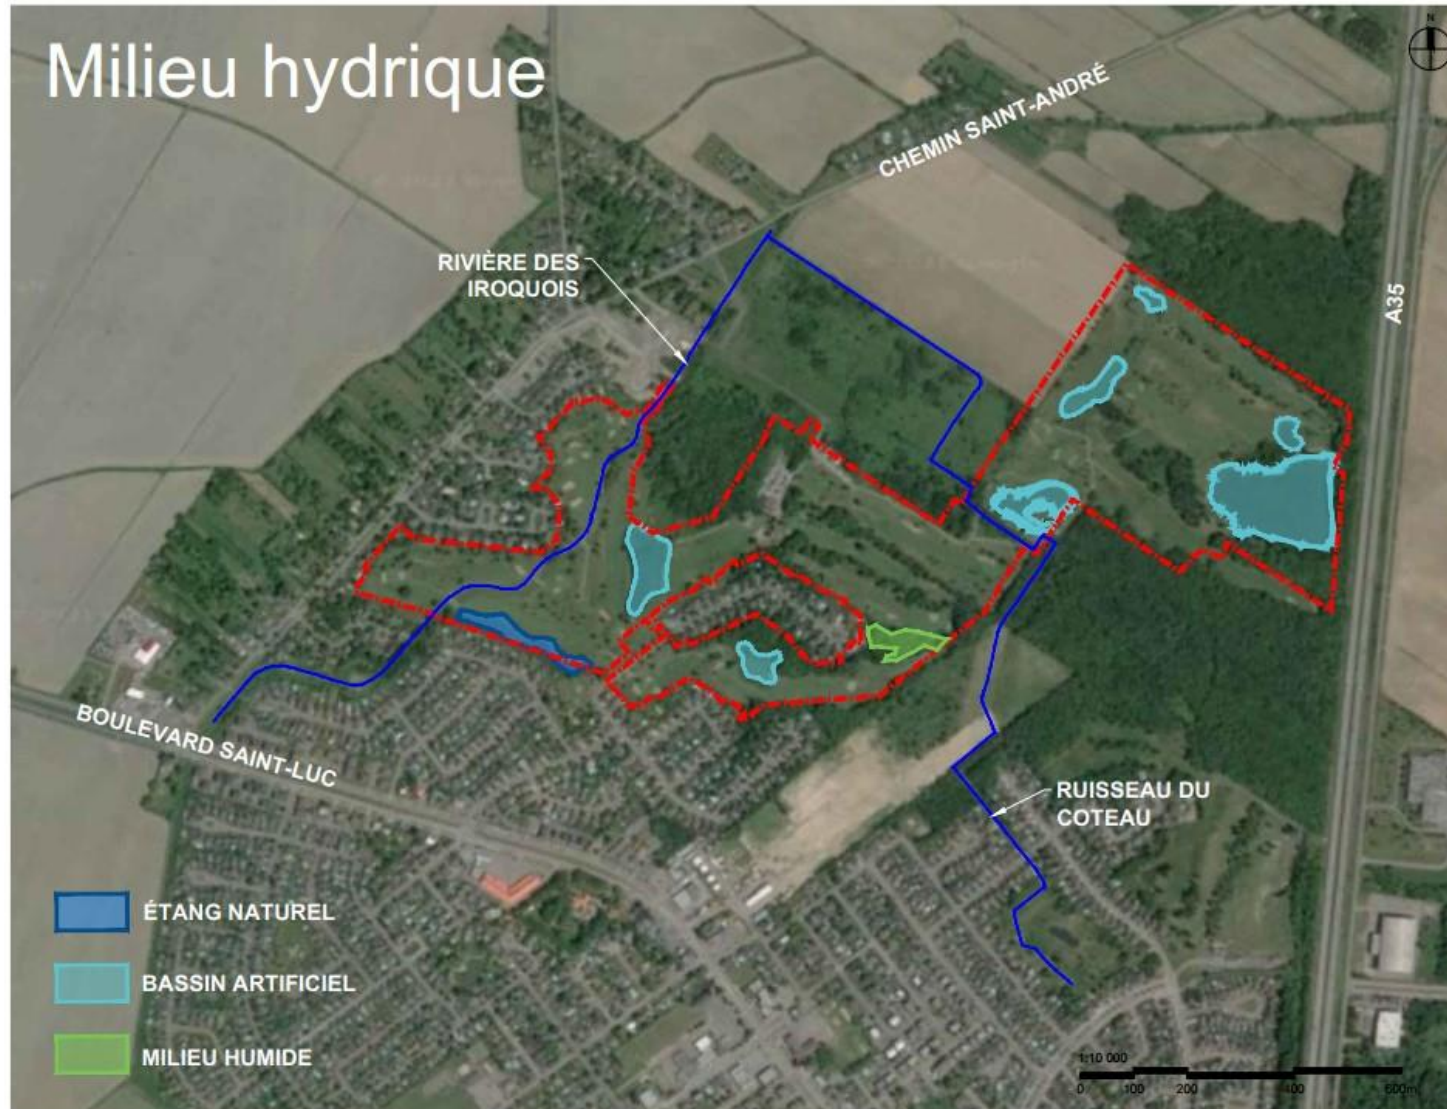 Milieu hydrique
N
CHEMIN SAINT-ANDRÉ
RIVIÈRE DES
IROQUOIS
A35
BOULEVARD SAINT-LUC
RUISSEAU DU
COTEAU
ÉTANG NATUREL
BASSIN ARTIFICIEL
MILIEU HUMIDE
1:10 000
0 100 200 400 600m